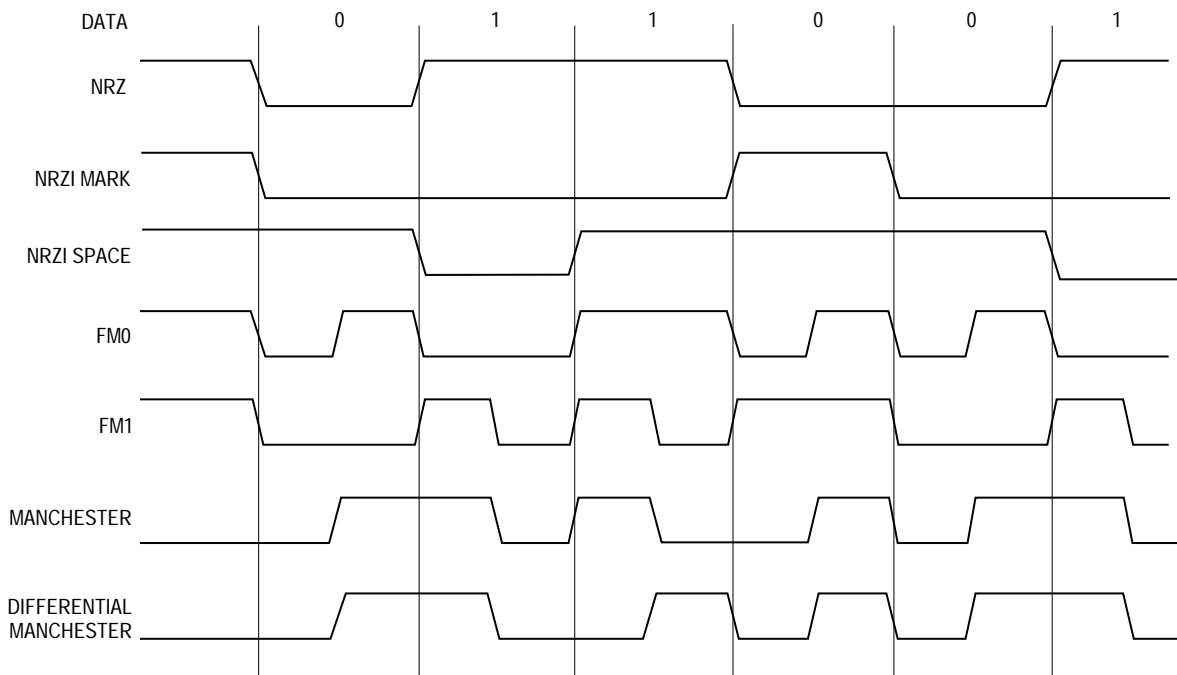 DATA 0 1 1 0 0 1
NRZ
NRZI MARK
NRZI SPACE
FM0
FM1
MANCHESTER
DIFFERENTIAL
MANCHESTER